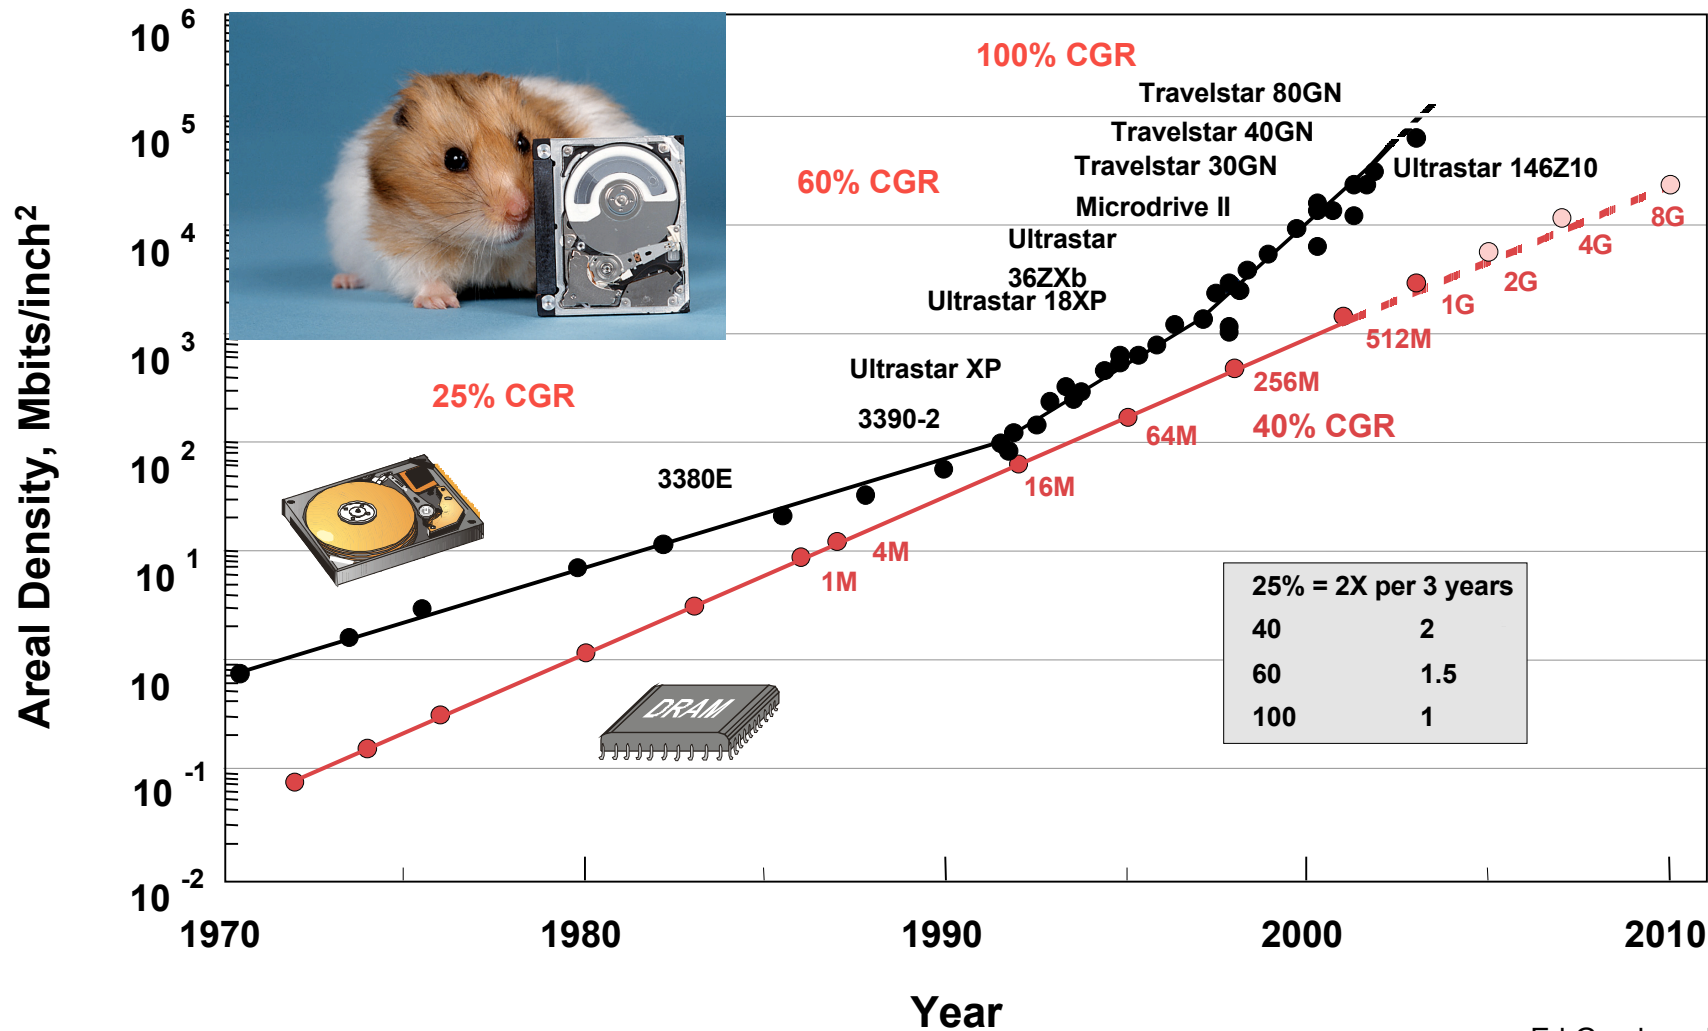 10 6
100% CGR
Travelstar 80GN
10 5
Travelstar 40GN
Travelstar 30GN
Ultrastar 146Z10
60% CGR
Microdrive II
8G
10 4
Ultrastar
4G
36ZXb
2G
Ultrastar 18XP
1G
10 3
512M
Ultrastar XP
256M
25% CGR
3390-2
40% CGR
64M
10 2
3380E
16M
10 1
4M
1M
25% = 2X per 3 years
40 2
60 1.5
100 1
10
DRAM
10 -1
10 -2
Areal Density, Mbits/inch2
1970 1980 1990 2000 2010
Year